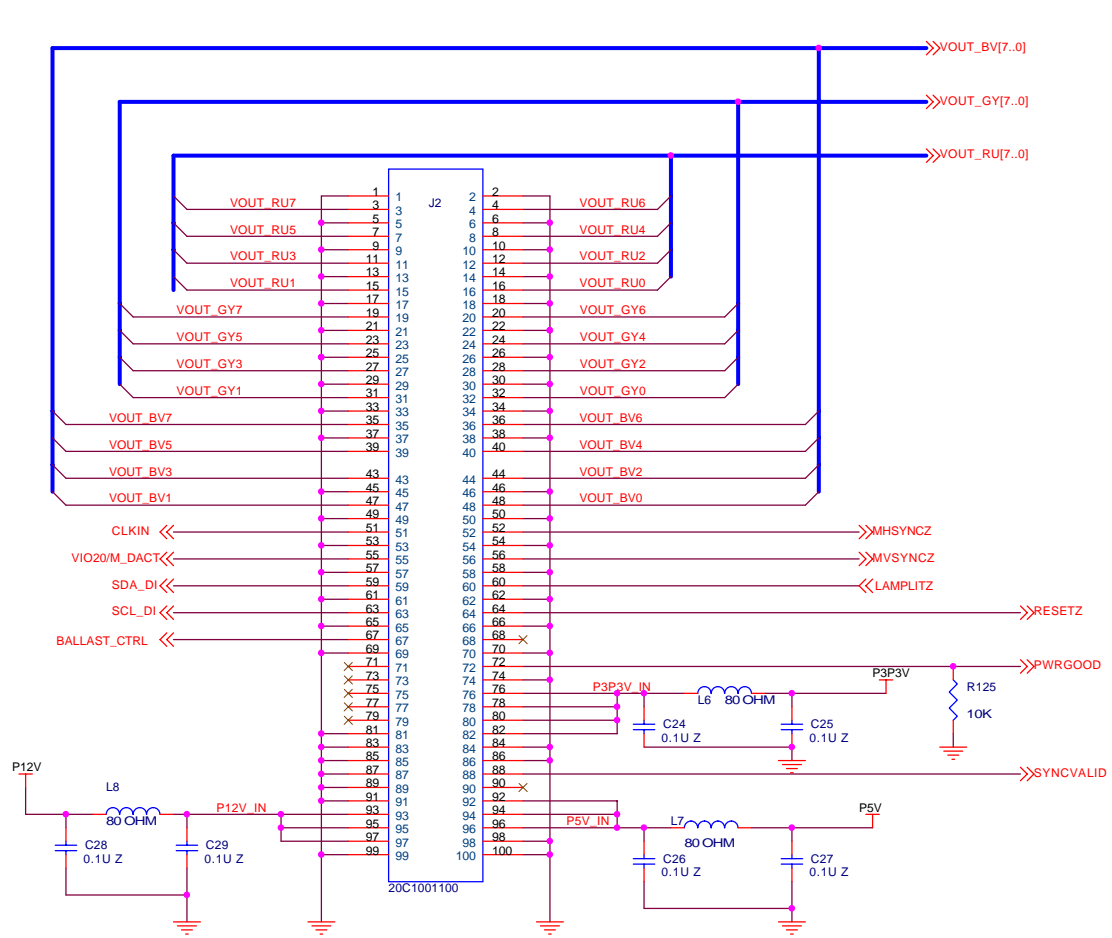 VOUT_BV[7..0]
VOUT_GY[7..0]
VOUT_RU[7..0]
J2
1 1 2 2
VOUT_RU7 3 3 4 4 VOUT_RU6
5 5 6 6
VOUT_RU5 7 7 8 8 VOUT_RU4
9 9 10 10
VOUT_RU3 11 11 12 12 VOUT_RU2
13 13 14 14
VOUT_RU1 15 15 16 16 VOUT_RU0
17 17 18 18
VOUT_GY7 19 19 20 20 VOUT_GY6
21 21 22 22
VOUT_GY5 23 23 24 24 VOUT_GY4
25 25 26 26
VOUT_GY3 27 27 28 28 VOUT_GY2
29 29 30 30
VOUT_GY1 31 31 32 32 VOUT_GY0
33 33 34 34
VOUT_BV7 35 35 36 36 VOUT_BV6
37 37 38 38
VOUT_BV5 39 39 40 40 VOUT_BV4
VOUT_BV3 43 43 44 44 VOUT_BV2
45 45 46 46
VOUT_BV1 47 47 48 48 VOUT_BV0
49 49 50 50
CLKIN 51 51 52 52 MHSYNCZ
53 53 54 54
VIO20/M_DACT 55 55 56 56 MVSYNCZ
57 57 58 58
SDA_DI 59 59 60 60 LAMPLITZ
61 61 62 62
SCL_DI 63 63 64 64 RESETZ
65 65 66 66
BALLAST_CTRL 67 67 68 68
69 69 70 70
71 71 72 72 PWRGOOD
73 73 74 74 P3P3V
75 75 76 76 P3P3V_IN L6 80 OHM R125
77 77 78 78
10K
79 79 80 80 C24 C25
81 81 82 82 0.1U Z 0.1U Z
83 83 84 84
85 85 86 86
P12V 87 87 88 88 SYNCVALID
L8 89 89 90 90
91 91 92 92
P12V_IN 93 93 94 94 P5V
80 OHM 95 95 96 96 P5V_IN L7
97 97 98 98 80 OHM
C28 C29 99 99 100 100
0.1U Z 0.1U Z C26 C27
0.1U Z 0.1U Z
20C1001100